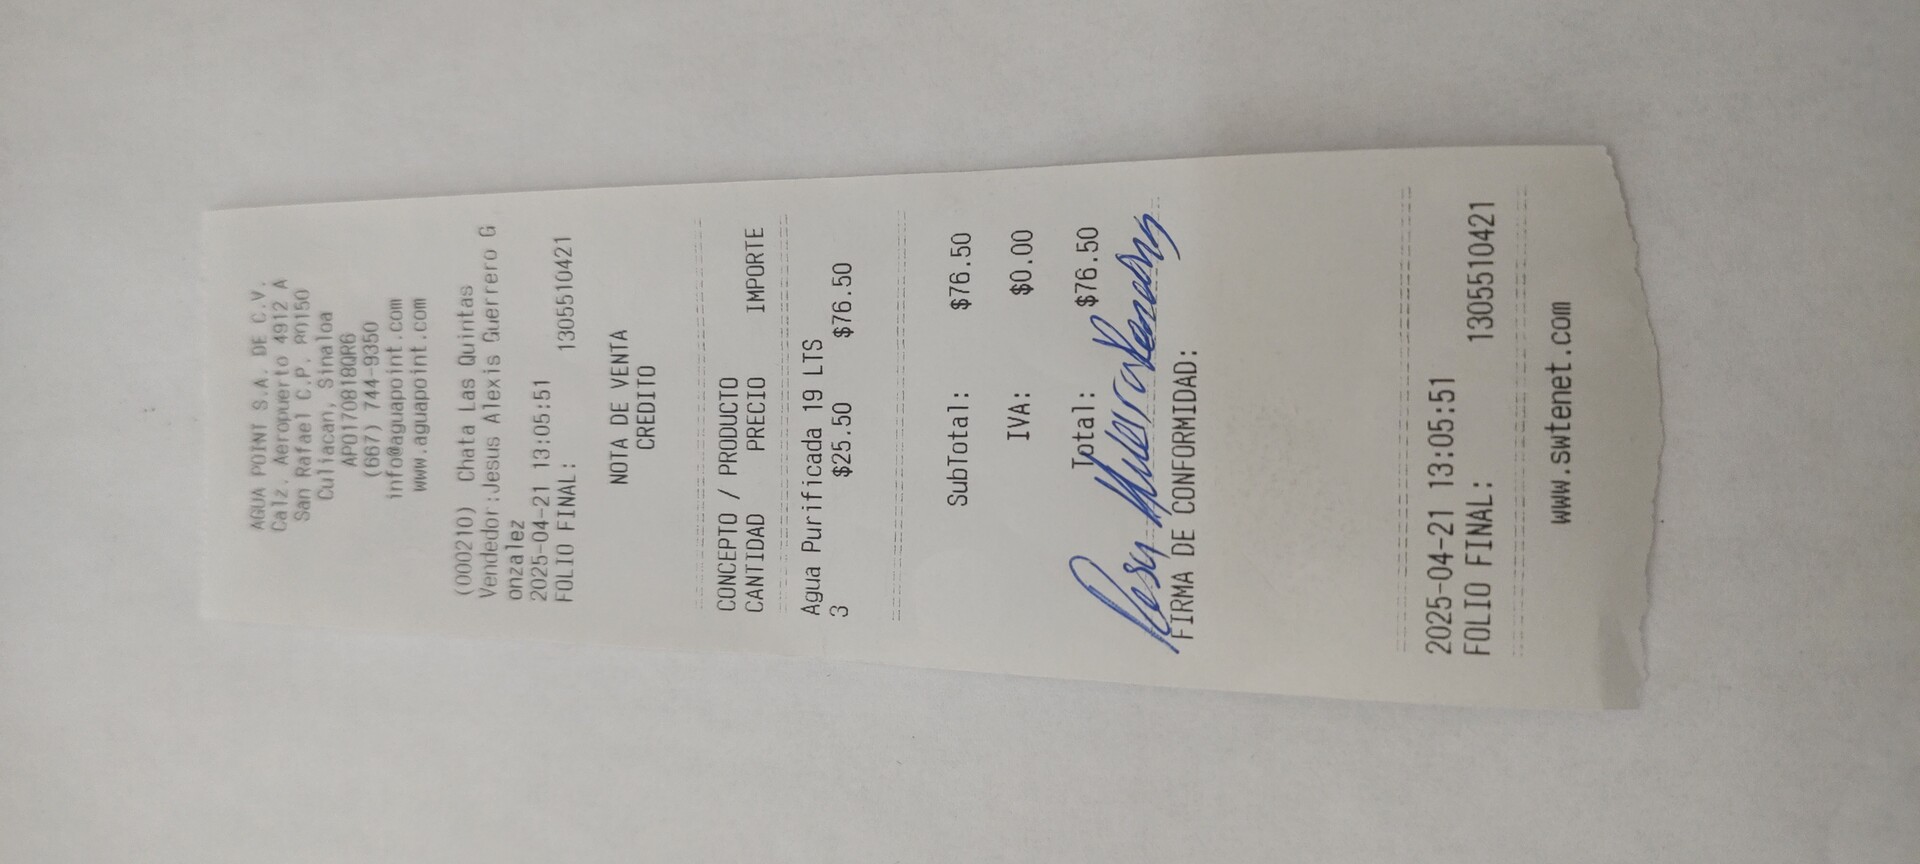 AGUA POINT S.A. DE C.V.
Calz. Aeropuerto 4912 A
San Rafael C.P. 80150
Culiacan, Sinaloa
APO170818QR6
(667) 744-9350
info@aguapoint.com
www.aguapoint.com
(000210) Chata Las Quintas
Vendedor:Jesus Alexis Guerrero G
onzalez
2025-04-21 13:05:51
FOLIO FINAL: 1305510421
NOTA DE VENTA
CREDITO
CONCEPTO / PRODUCTO
CANTIDAD PRECIO IMPORTE
Agua Purificada 19 LTS
3 $25.50 $76.50
SubTotal: $76.50
IVA: $0.00
Total: $76.50
FIRMA DE CONFORMIDAD:
2025-04-21 13:05:51
FOLIO FINAL: 1305510421
www.swtenet.com